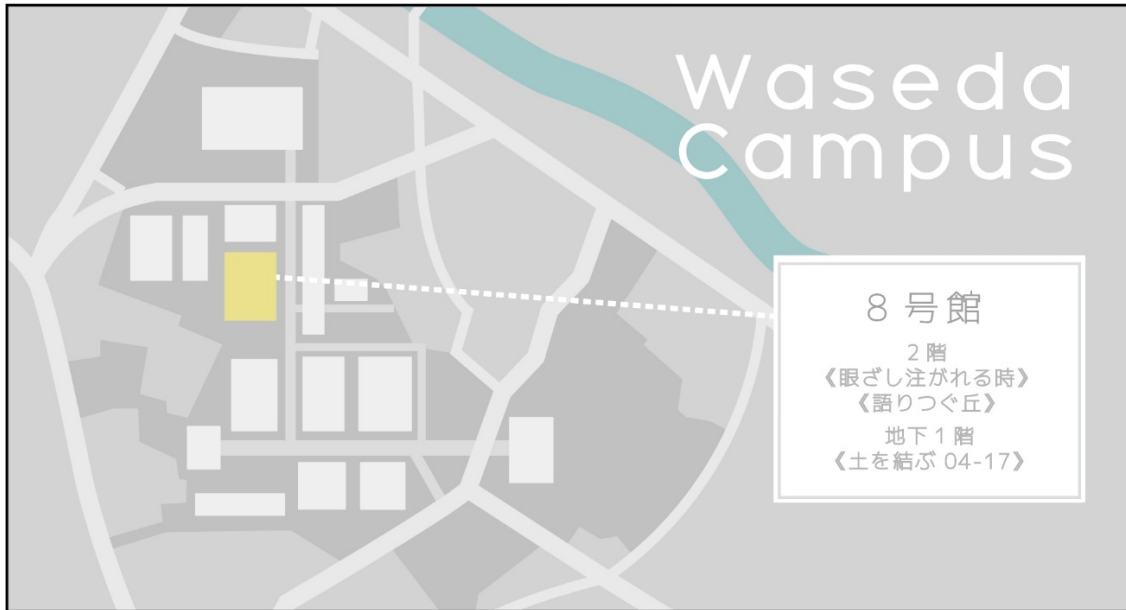 Waseda
Campus
8 号館
2 階
《眼ざし注がれる時》
《語りつぐ丘》
地下 1 階
《土を結ぶ 04-17》